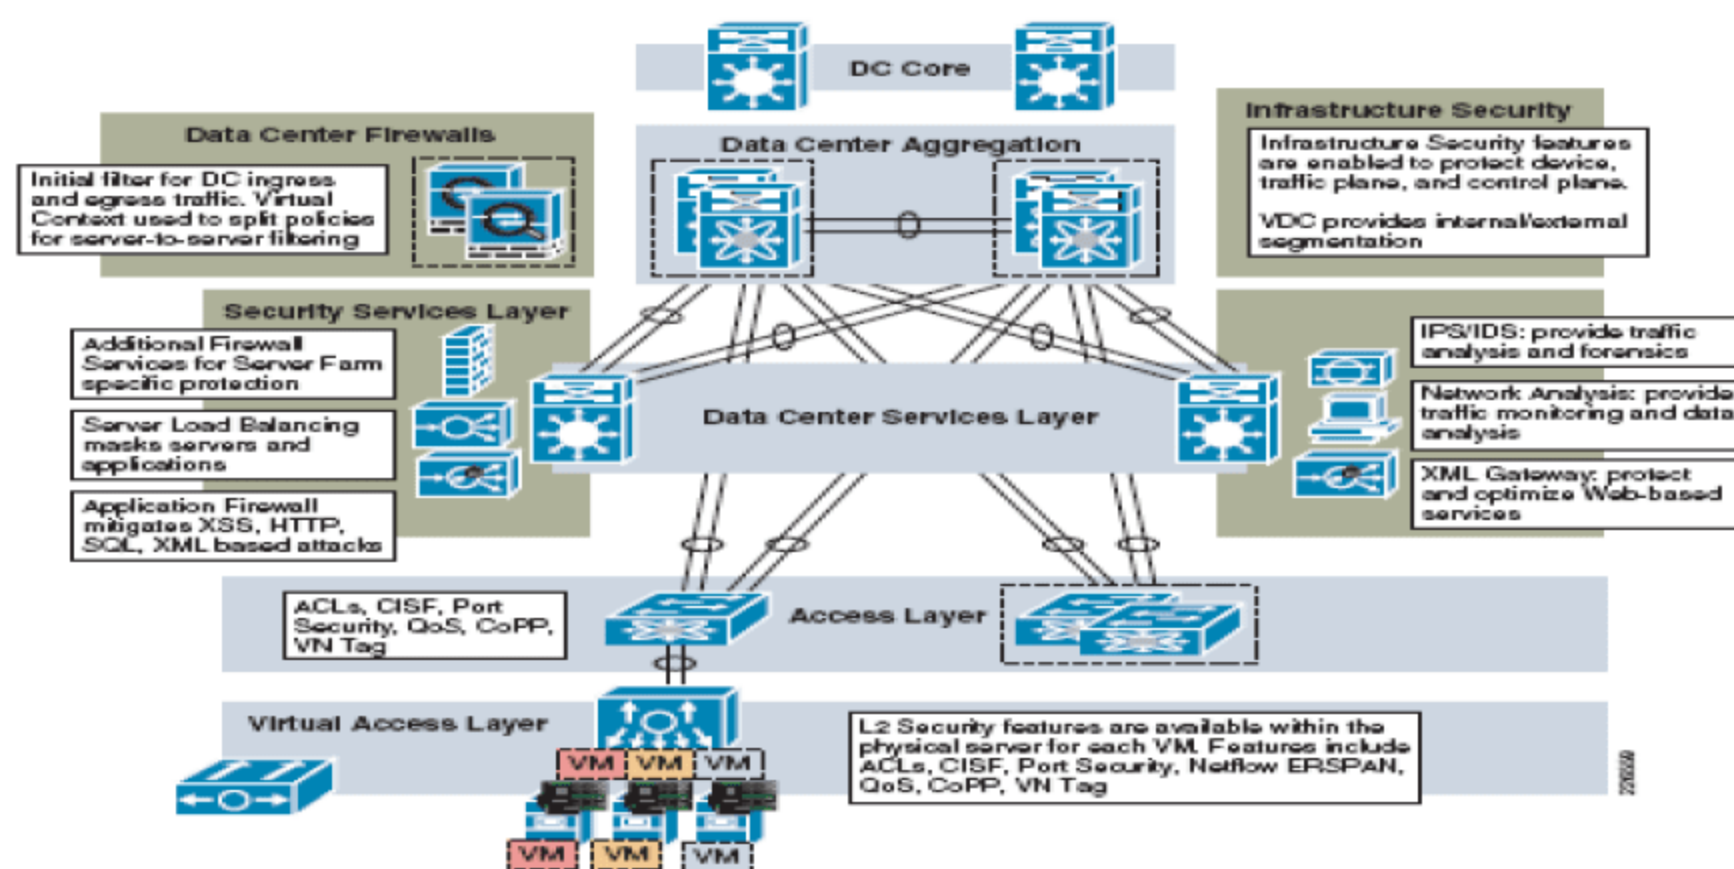 DC Core
Data Center Firewalls
Initial filter for DC ingress
and egress traffic. Virtual
Context used to split policies
for server-to-server filtering
Data Center Aggregation
Infrastructure Security
Infrastructure Security features
are enabled to protect device,
traffic plane, and control plane.
VDC provides internal/external
segmentation
Security Services Layer
Additional Firewall
Services for Server Farm
specific protection
Server Load Balancing
masks servers and
applications
Application Firewall
mitigates XSS, HTTP,
SQL, XML based attacks
Data Center Services Layer
IPS/IDS: provide traffic
analysis and forensics
Network Analysis: provide
traffic monitoring and data
analysis
XML Gateway: protect
and optimize Web-based
services
ACLs, CISF, Port
Security, QoS, CoPP,
VN Tag
Access Layer
Virtual Access Layer
VM VM VM
L2 Security features are available within the
physical server for each VM. Features include
ACLs, CISF, Port Security, Netflow ERSPAN,
QoS, CoPP, VN Tag
VM VM VM